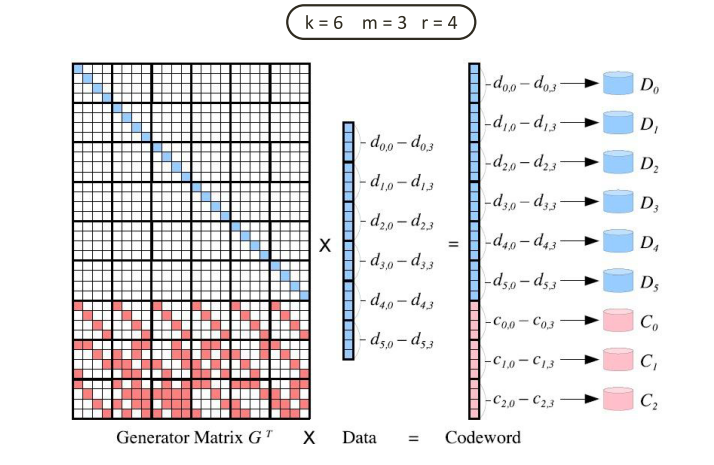 k = 6 m = 3 r = 4
d0,0 – d0,3
d1,0 – d1,3
d2,0 – d2,3
d3,0 – d3,3
d4,0 – d4,3
d5,0 – d5,3
X
=
d0,0 – d0,3 D0
d1,0 – d1,3 D1
d2,0 – d2,3 D2
d3,0 – d3,3 D3
d4,0 – d4,3 D4
d5,0 – d5,3 D5
c0,0 – c0,3 C0
c1,0 – c1,3 C1
c2,0 – c2,3 C2
Generator Matrix G^T X Data = Codeword